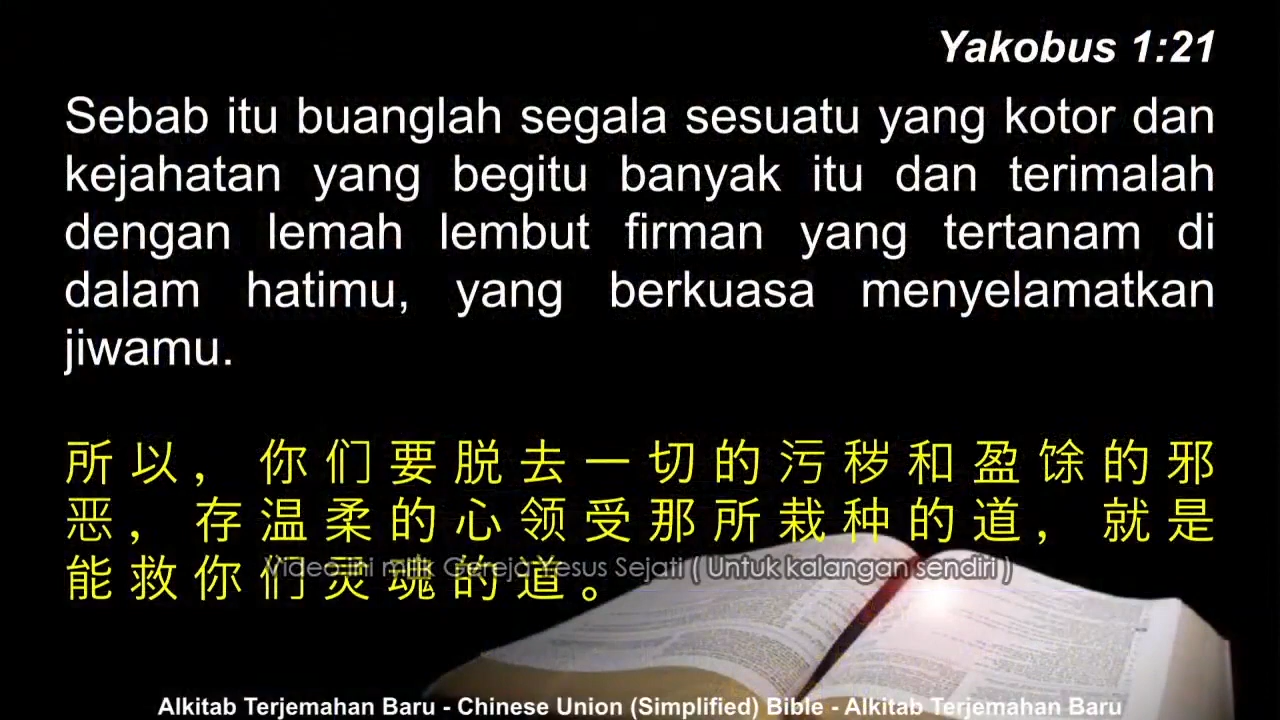 Yakobus 1:21
Sebab itu buanglah segala sesuatu yang kotor dan
kejahatan yang begitu banyak itu dan terimalah
dengan lemah lembut firman yang tertanam di
dalam hatimu, yang berkuasa menyelamatkan
jiwamu.
所以，你们要脱去一切的污秽和盈馀的邪
恶，存温柔的心领受那所栽种的道，就是
能救你们灵魂的道。
Video ini milik Gereja Yesus Sejati ( Untuk kalangan sendiri )
Alkitab Terjemahan Baru - Chinese Union (Simplified) Bible - Alkitab Terjemahan Baru